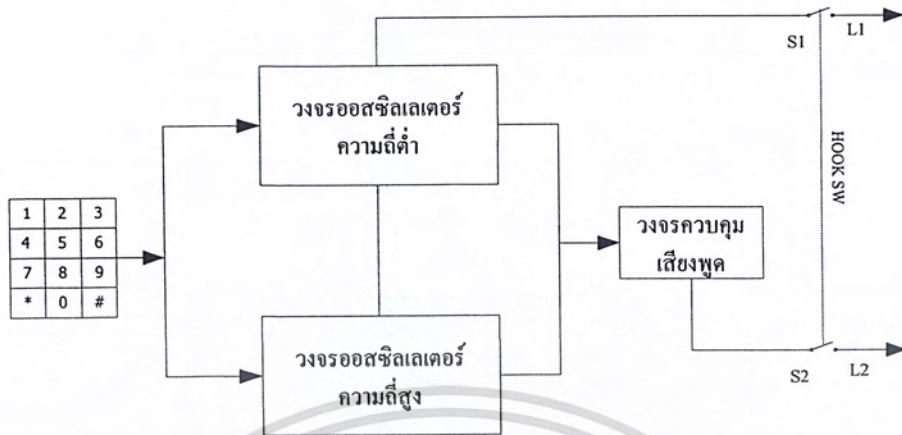 S1
L1
วงจรออสซิลเลเตอร์
ความถี่ต่ำ
HOOK SW
1 2 3
4 5 6
7 8 9
* 0 #
วงจรควบคุม
เสียงพูด
วงจรออสซิลเลเตอร์
ความถี่สูง
S2
L2